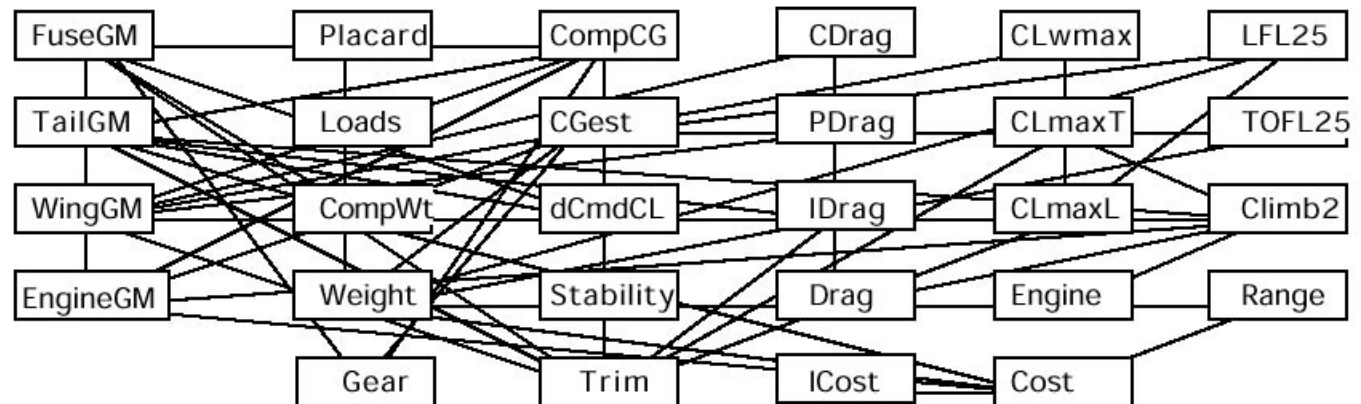 FuseGM Placard CompCG CDrag CLwmax LFL25
TailGM Loads CGest PDrag CLmaxT TOFL25
WingGM CompWt dCmdCL IDrag CLmaxL Climb2
EngineGM Weight Stability Drag Engine Range
Gear Trim ICost Cost